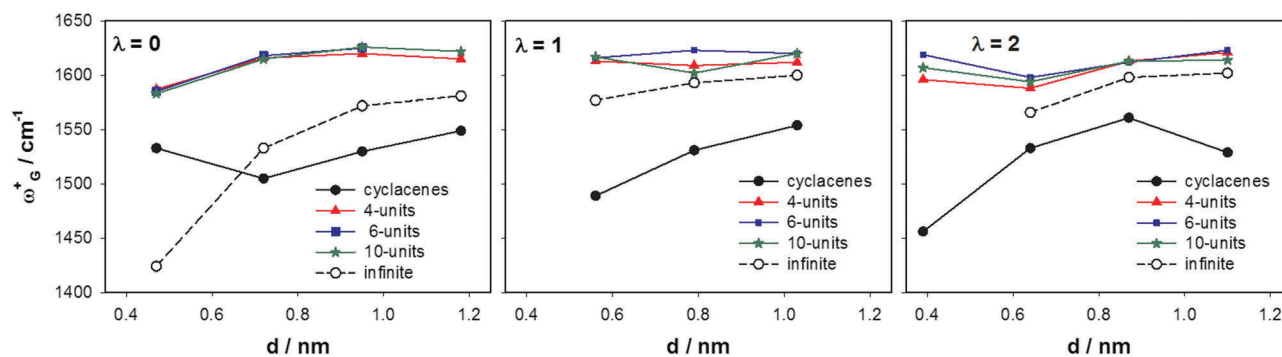 1650
1600
1550
1500
1450
1400
ω⁺G / cm⁻¹
λ = 0
cyclacenes
4-units
6-units
10-units
infinite
0.4 0.6 0.8 1.0 1.2
d / nm
λ = 1
cyclacenes
4-units
6-units
10-units
infinite
0.4 0.6 0.8 1.0 1.2
d / nm
λ = 2
cyclacenes
4-units
6-units
10-units
infinite
0.4 0.6 0.8 1.0 1.2
d / nm